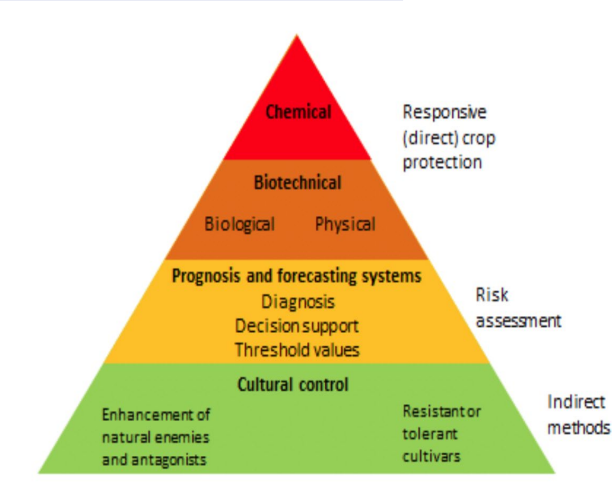 Chemical
Responsive
(direct) crop
protection
Biotechnical
Biological Physical
Prognosis and forecasting systems
Diagnosis
Decision support
Threshold values
Risk
assessment
Cultural control
Enhancement of
natural enemies
and antagonists
Resistant or
tolerant
cultivars
Indirect
methods